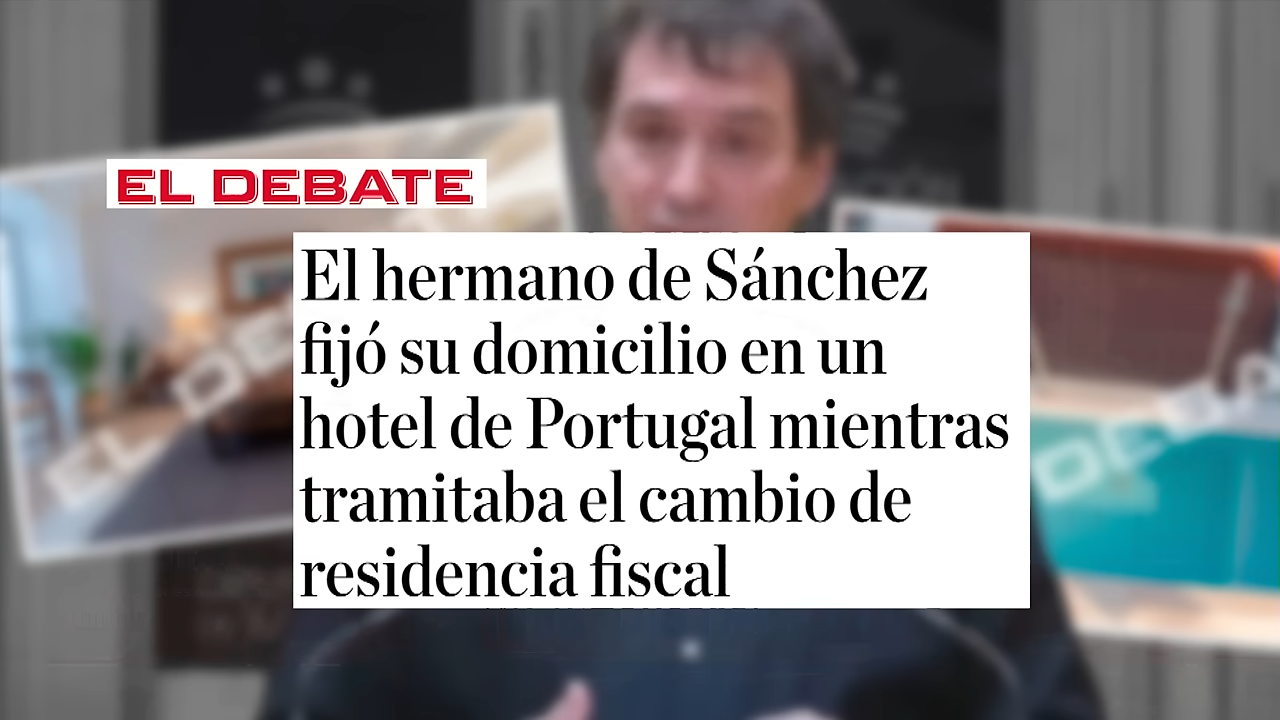 EL DEBATE
El hermano de Sánchez
fijó su domicilio en un
hotel de Portugal mientras
tramitaba el cambio de
residencia fiscal